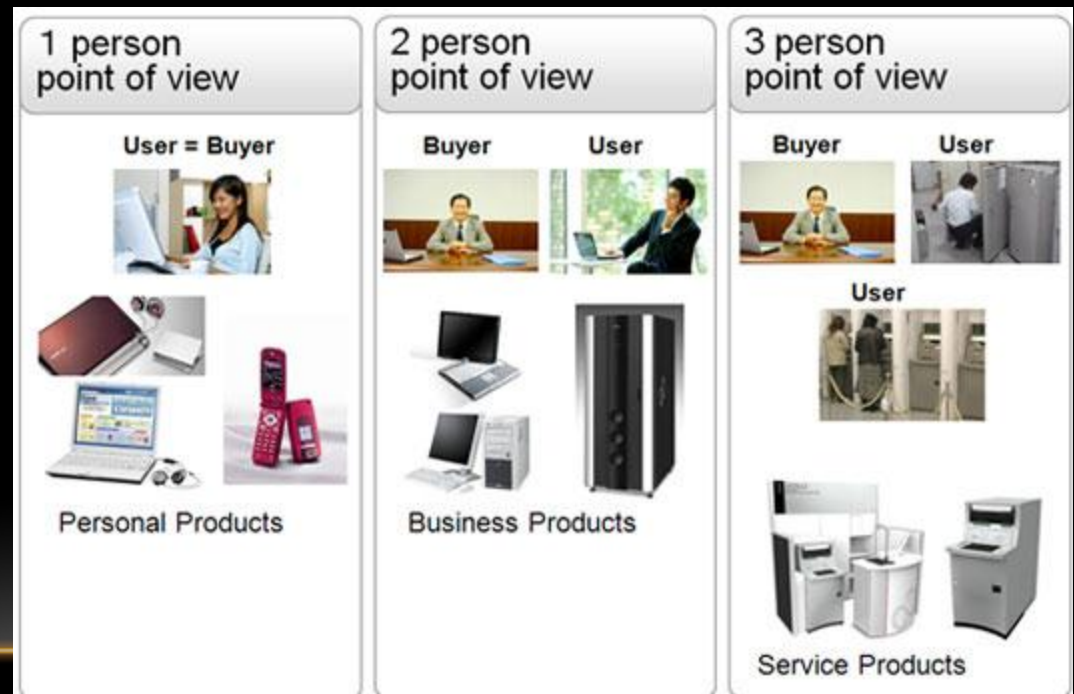 1 person
point of view
User = Buyer
Personal Products
2 person
point of view
Buyer User
Business Products
3 person
point of view
Buyer User
User
Service Products